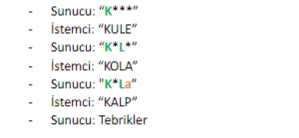 - Sunucu: “K***”
- İstemci: “KULE”
- Sunucu: “K*L*”
- İstemci: “KOLA”
- Sunucu: "K*La”
- İstemci: “KALP”
- Sunucu: Tebrikler